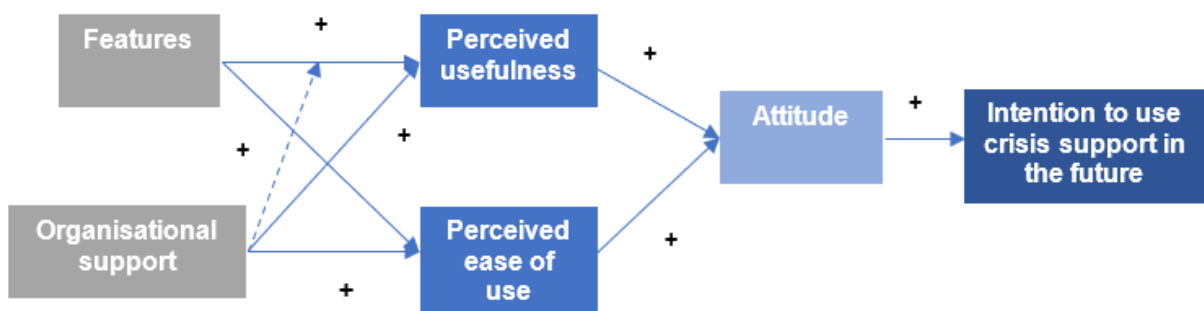 +
Features
Perceived
usefulness
+
+
Attitude
+
Intention to use
crisis support in
the future
+
+
Organisational
support
Perceived
ease of
use
+
+